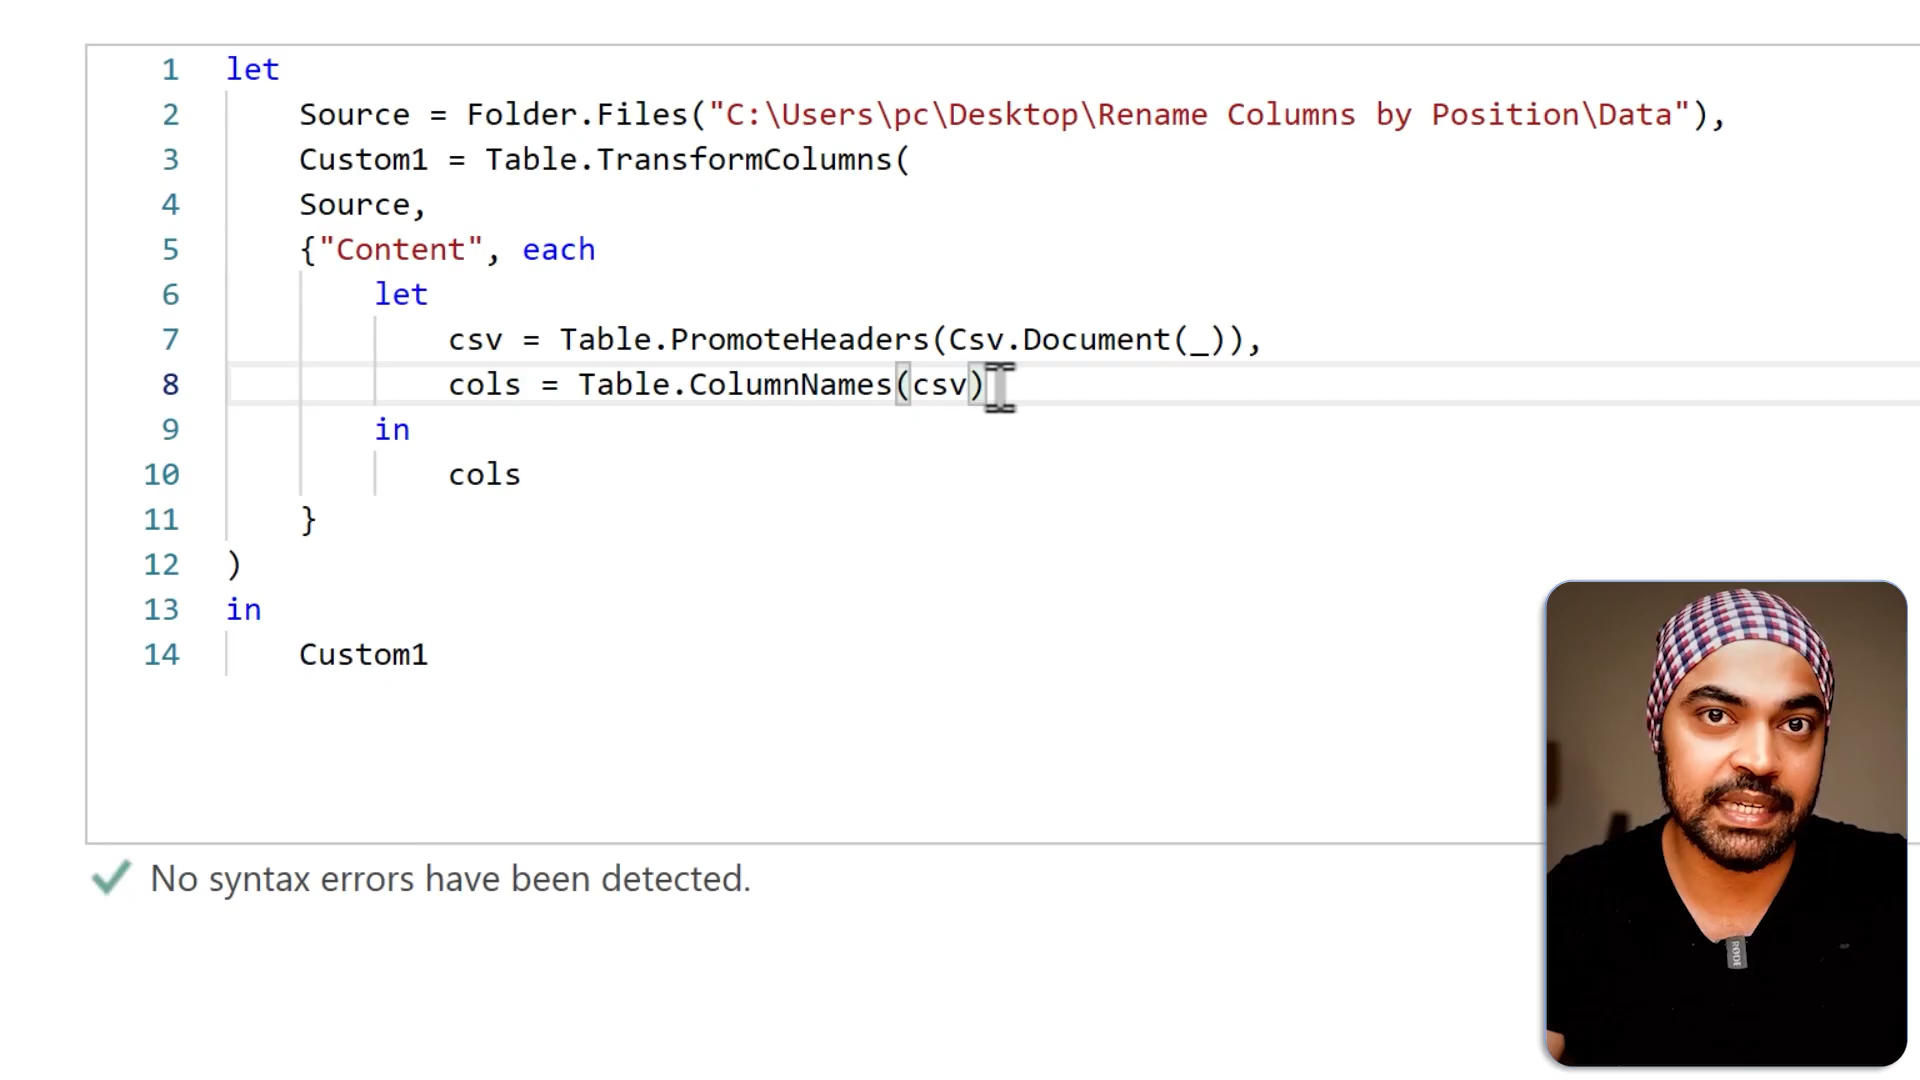 1 let
2 Source = Folder.Files("C:\Users\pc\Desktop\Rename Columns by Position\Data"),
3 Custom1 = Table.TransformColumns(
4 Source,
5 {"Content", each
6 let
7 csv = Table.PromoteHeaders(Csv.Document(_)),
8 cols = Table.ColumnNames(csv)
9 in
10 cols
11 }
12 )
13 in
14 Custom1
No syntax errors have been detected.
RODE